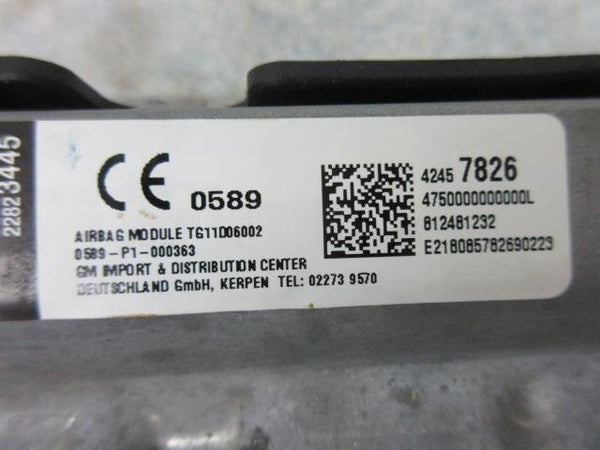 22823445
CE 0589
AIRBAG MODULE TG11D06002
0589-P1-000363
GM IMPORT & DISTRIBUTION CENTER
DEUTSCHLAND GmbH, KERPEN TEL: 02273 9570
4245 7826
4750000000000L
812481232
E218085782690223